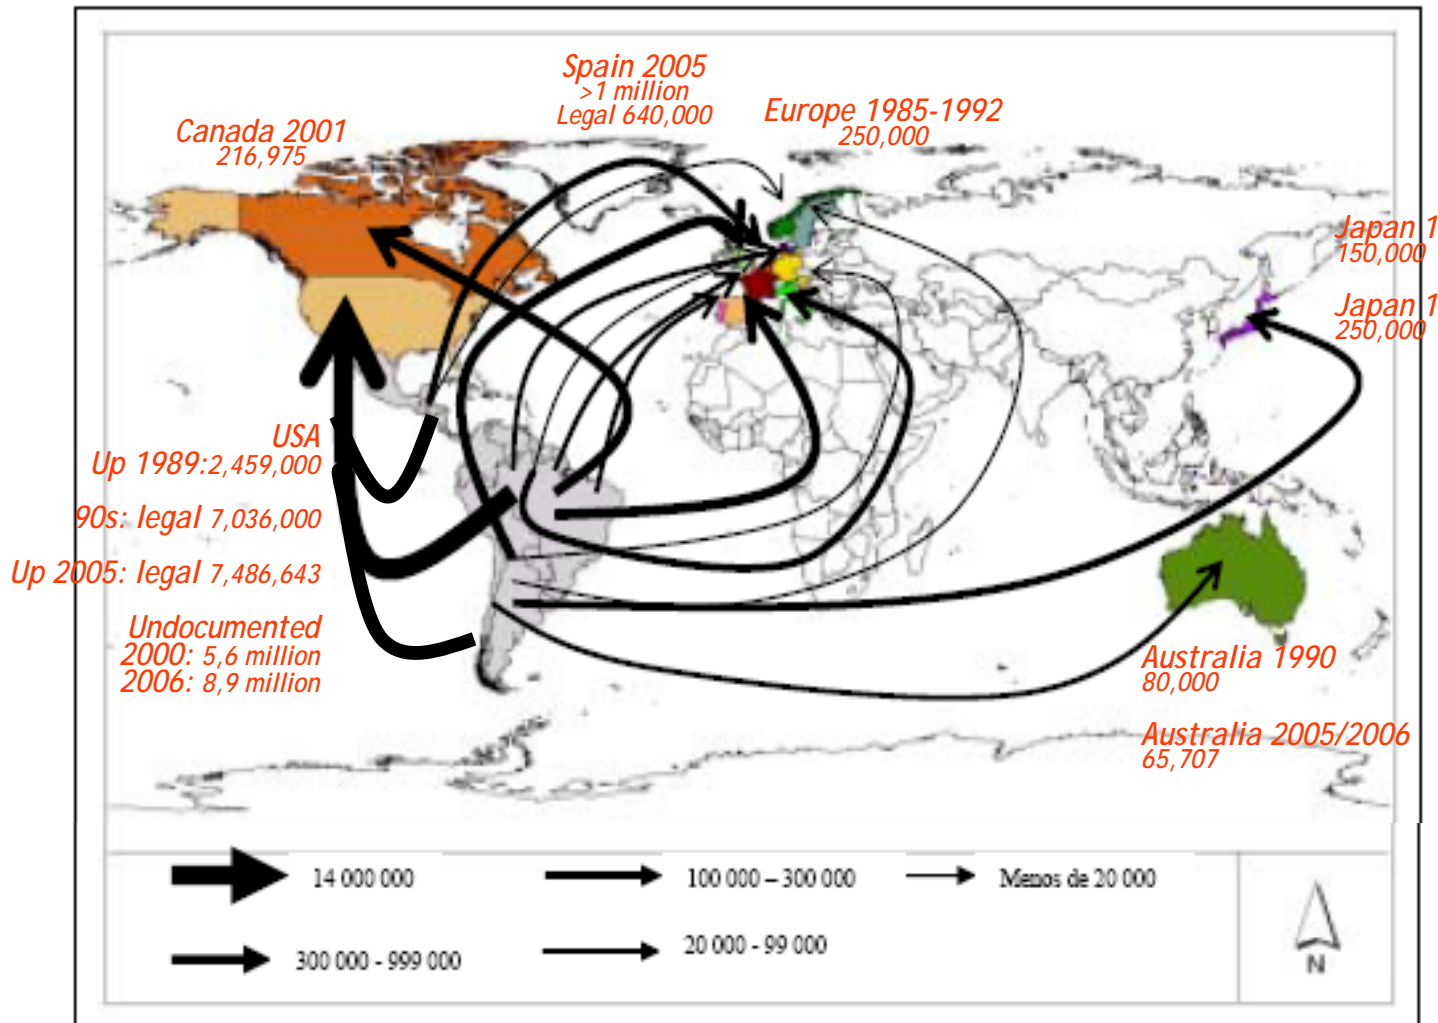 Spain 2005
>1 million
Legal 640,000
Europe 1985-1992
250,000
Canada 2001
216,975
Japan 1
150,000
Japan 1
250,000
USA
Up 1989:2,459,000
90s: legal 7,036,000
Up 2005: legal 7,486,643
Undocumented
2000: 5,6 million
2006: 8,9 million
Australia 1990
80,000
Australia 2005/2006
65,707
14 000 000
100 000 – 300 000
Menos de 20 000
300 000 - 999 000
20 000 - 99 000
N